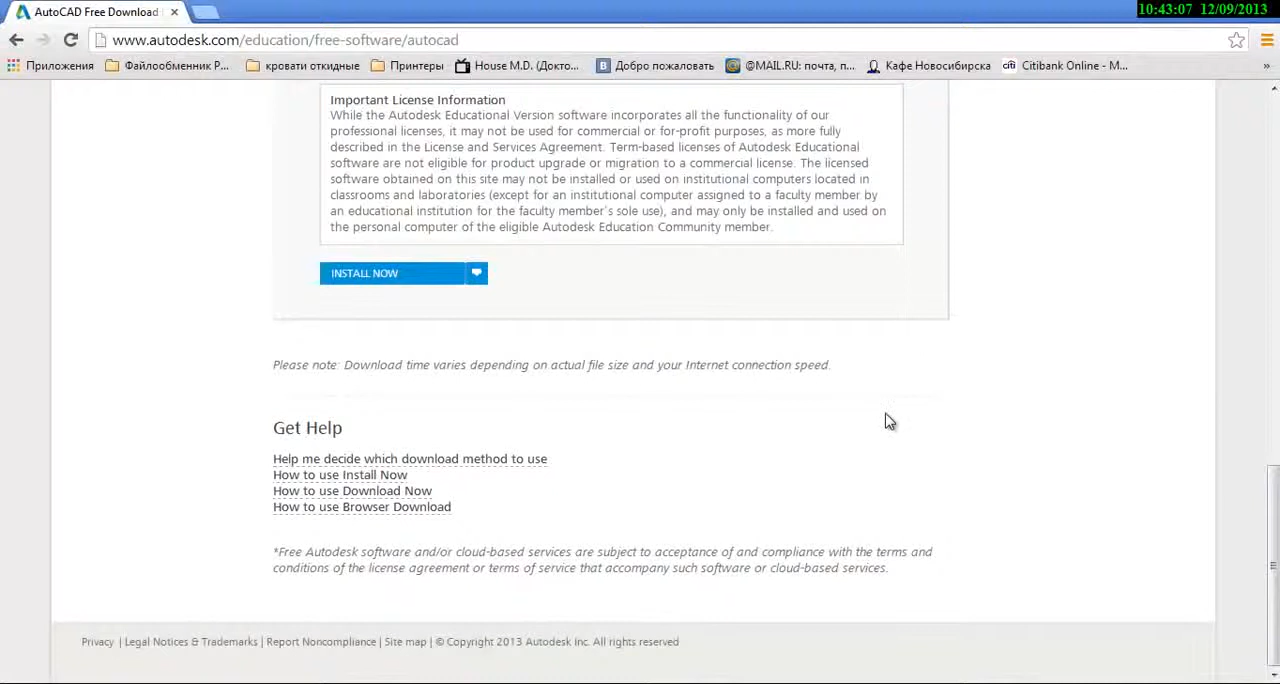 AutoCAD Free Download
10:43:07 12/09/2013
www.autodesk.com/education/free-software/autocad
Приложения Файлообменник Р... кровати откидные Принтеры House M.D. (Докто... Добро пожаловать @MAIL.RU: почта, п... Кафе Новосибирска citi Citibank Online - M... »
Important License Information
While the Autodesk Educational Version software incorporates all the functionality of our
professional licenses, it may not be used for commercial or for-profit purposes, as more fully
described in the License and Services Agreement. Term-based licenses of Autodesk Educational
software are not eligible for product upgrade or migration to a commercial license. The licensed
software obtained on this site may not be installed or used on institutional computers located in
classrooms and laboratories (except for an institutional computer assigned to a faculty member by
an educational institution for the faculty member's sole use), and may only be installed and used on
the personal computer of the eligible Autodesk Education Community member.
INSTALL NOW
Please note: Download time varies depending on actual file size and your Internet connection speed.
Get Help
Help me decide which download method to use
How to use Install Now
How to use Download Now
How to use Browser Download
*Free Autodesk software and/or cloud-based services are subject to acceptance of and compliance with the terms and
conditions of the license agreement or terms of service that accompany such software or cloud-based services.
Privacy | Legal Notices & Trademarks | Report Noncompliance | Site map | © Copyright 2013 Autodesk Inc. All rights reserved